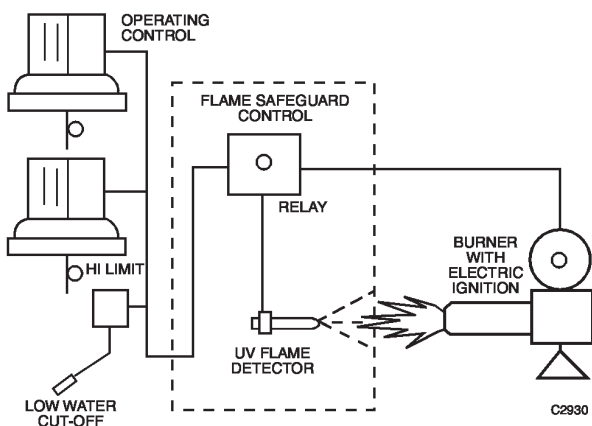 OPERATING
CONTROL
FLAME SAFEGUARD
CONTROL
RELAY
HI LIMIT
BURNER
WITH
ELECTRIC
IGNITION
UV FLAME
DETECTOR
LOW WATER
CUT-OFF
C2930